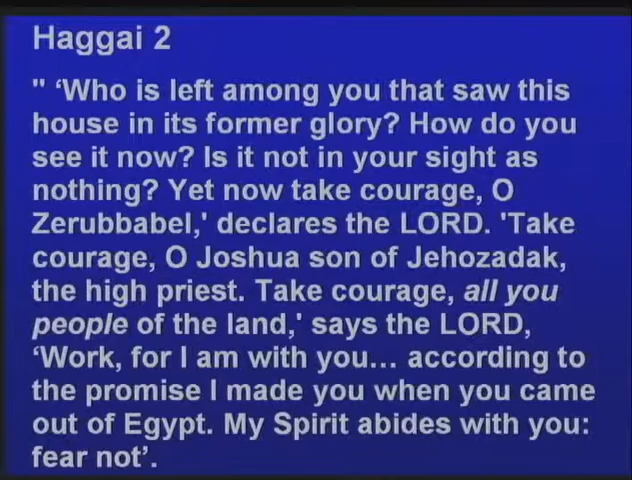 Haggai 2
" ‘Who is left among you that saw this
house in its former glory? How do you
see it now? Is it not in your sight as
nothing? Yet now take courage, O
Zerubbabel,' declares the LORD. 'Take
courage, O Joshua son of Jehozadak,
the high priest. Take courage, all you
people of the land,' says the LORD,
‘Work, for I am with you... according to
the promise I made you when you came
out of Egypt. My Spirit abides with you:
fear not’.